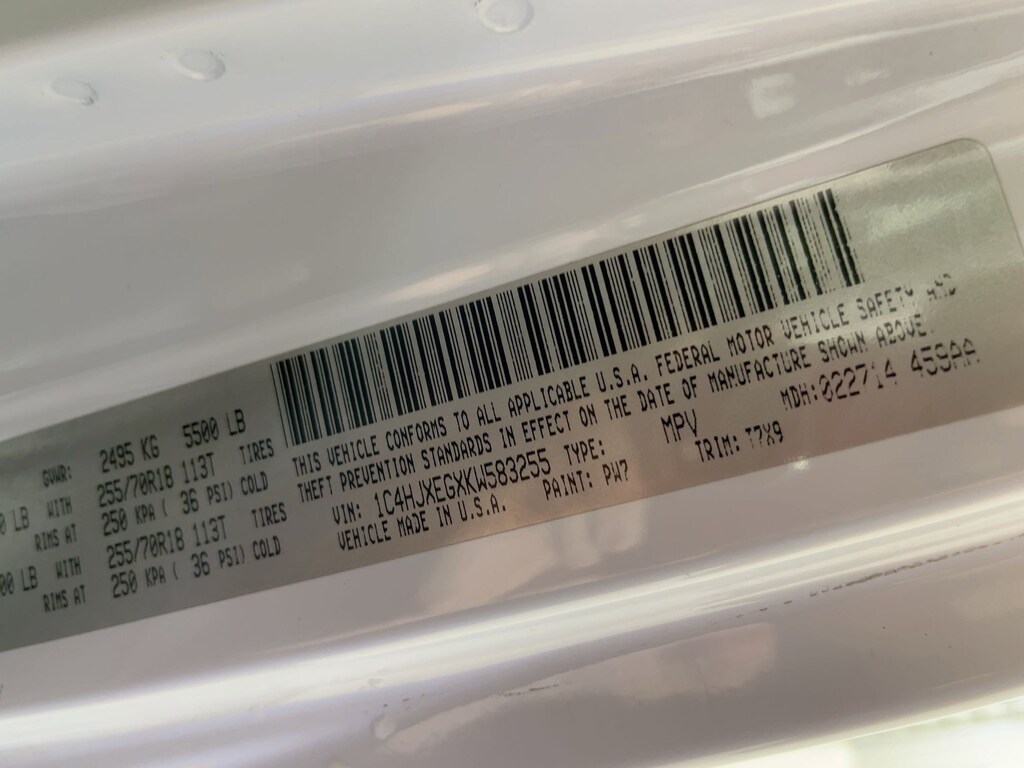 GVWR: 2495 KG 5500 LB
0 LB WITH 255/70R18 113T TIRES
RIMS AT 250 KPA ( 36 PSI) COLD
00 LB WITH 255/70R18 113T TIRES
RIMS AT 250 KPA ( 36 PSI) COLD
THIS VEHICLE CONFORMS TO ALL APPLICABLE U.S.A. FEDERAL MOTOR VEHICLE SAFETY AND
THEFT PREVENTION STANDARDS IN EFFECT ON THE DATE OF MANUFACTURE SHOWN ABOVE.
VIN: 1C4HJXEGXKW583255 TYPE: MPV MDH:022714 459AA
VEHICLE MADE IN U.S.A. PAINT: PW7 TRIM: T7X9